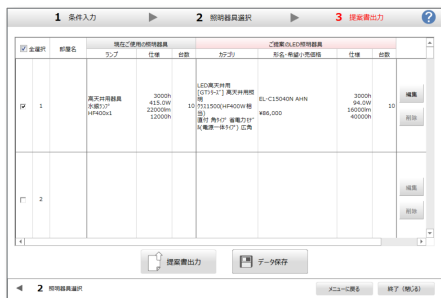 1 条件入力
2 照明器具選択
3 提案書出力
?
全選択
部屋名
現在ご使用の照明器具
ご提案のLED照明器具
ランプ
仕様
台数
カテゴリ
形名・希望小売価格
仕様
台数
1
高天井用器具
水銀ランプ
HF400x1
3000h
415.0W
22000lm
12000h
10
LED高天井用
[GTシリーズ] 高天井用照明
クラス1500(HF400W相当)
直付 角タイプ 省電力
(電源一体タイプ) 広角
EL-C15040N AHN
¥86,000
3000h
94.0W
16000lm
40000h
10
編集
削除
2
編集
削除
提案書出力
データ保存
2 照明器具選択
メニューに戻る
終了（閉じる）